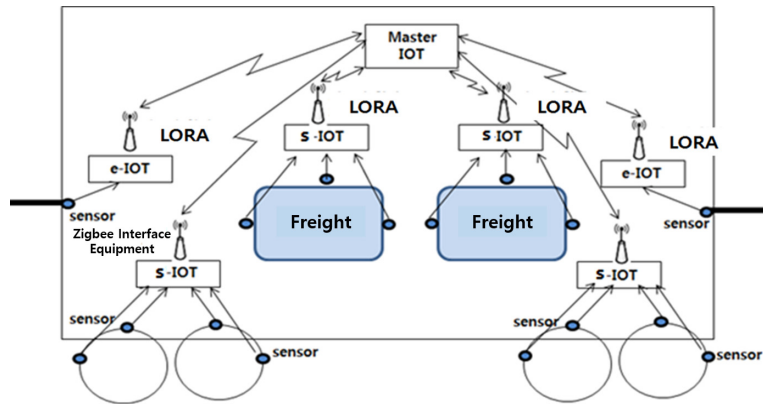 Master
IOT
LORA
LORA
LORA
LORA
s-IOT
s-IOT
e-IOT
e-IOT
sensor
sensor
Freight
Freight
Zigbee Interface
Equipment
s-IOT
s-IOT
sensor
sensor
sensor
sensor